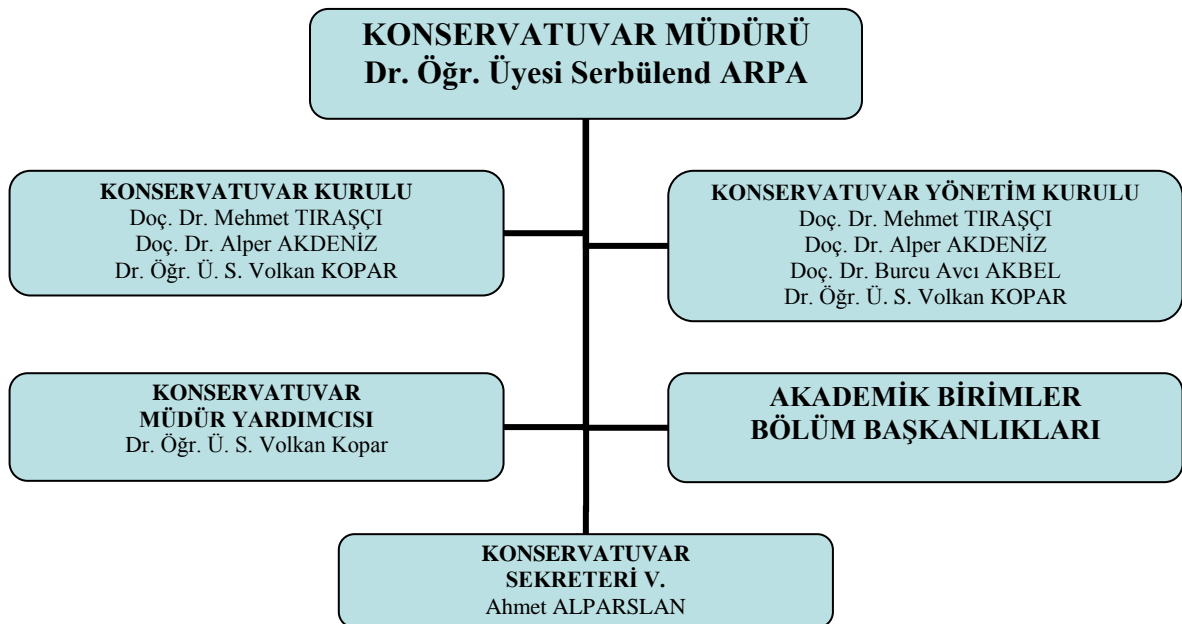 KONSERVATUVAR MÜDÜRÜ
Dr. Öğr. Üyesi Serbülend ARPA
KONSERVATUVAR KURULU
Doç. Dr. Mehmet TIRAŞÇI
Doç. Dr. Alper AKDENİZ
Dr. Öğr. Ü. S. Volkan KOPAR
KONSERVATUVAR YÖNETİM KURULU
Doç. Dr. Mehmet TIRAŞÇI
Doç. Dr. Alper AKDENİZ
Doç. Dr. Burcu Avcı AKBEL
Dr. Öğr. Ü. S. Volkan KOPAR
KONSERVATUVAR
MÜDÜR YARDIMCISI
Dr. Öğr. Ü. S. Volkan Kopar
AKADEMİK BİRİMLER
BÖLÜM BAŞKANLIKLARI
KONSERVATUVAR
SEKRETERİ V.
Ahmet ALPARSLAN